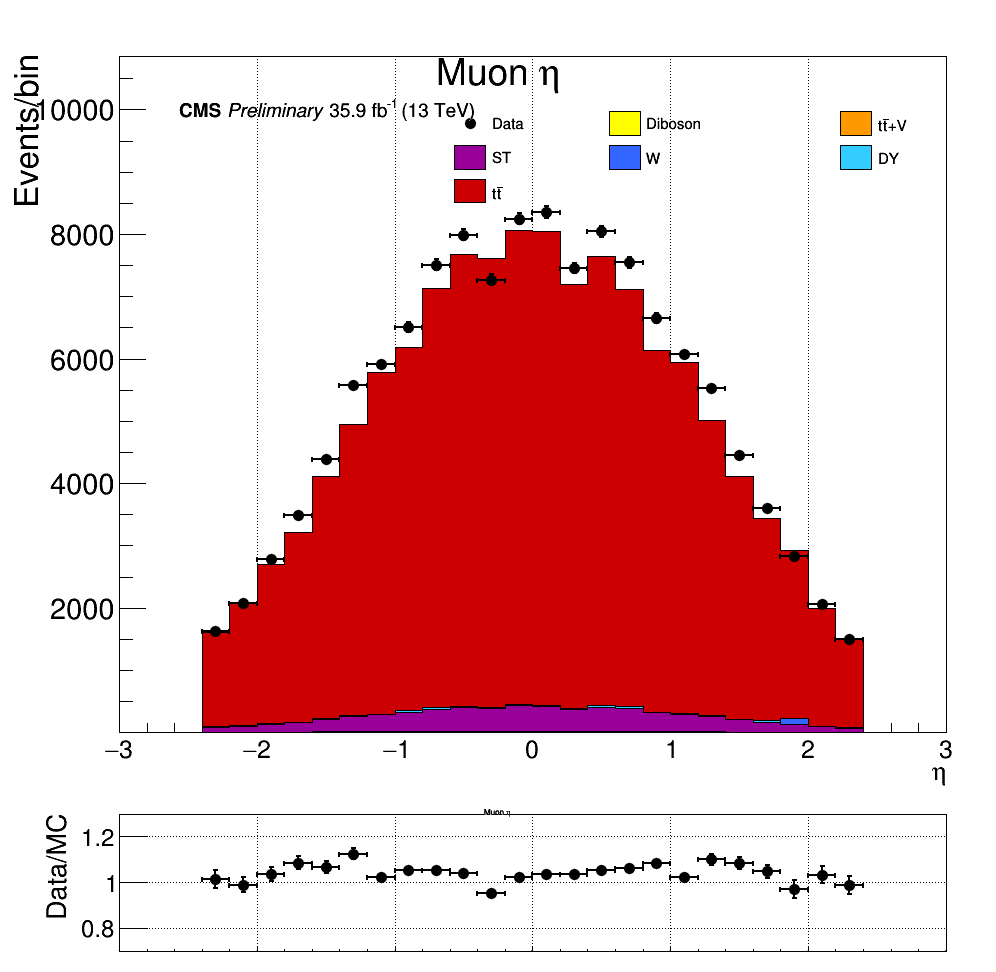 Muon η
Events/bin
CMS Preliminary 35.9 fb⁻¹ (13 TeV)
Data
Diboson
tt̄+V
ST
W
DY
tt̄
10000
8000
6000
4000
2000
−3 −2 −1 0 1 2 3
η
Muon η
Data/MC
1.2
1
0.8